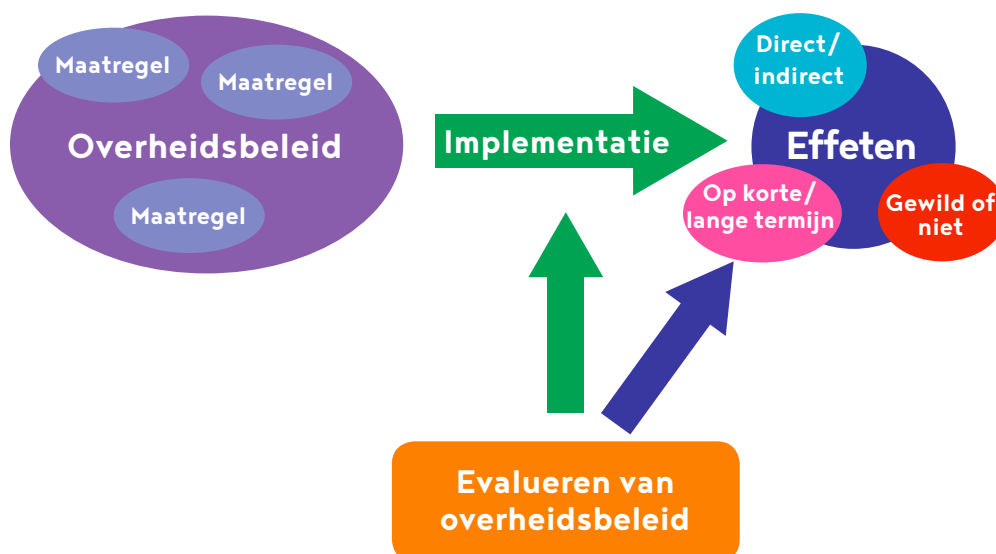 Maatregel
Maatregel
Overheidsbeleid
Maatregel
Implementatie
Direct/
indirect
Effeten
Op korte/
lange termijn
Gewild of
niet
Evalueren van
overheidsbeleid